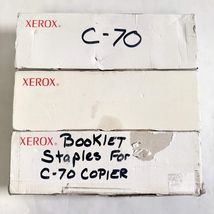 XEROX
C-70
XEROX
XEROX BOOKLET
Staples For
C-70 COPIER